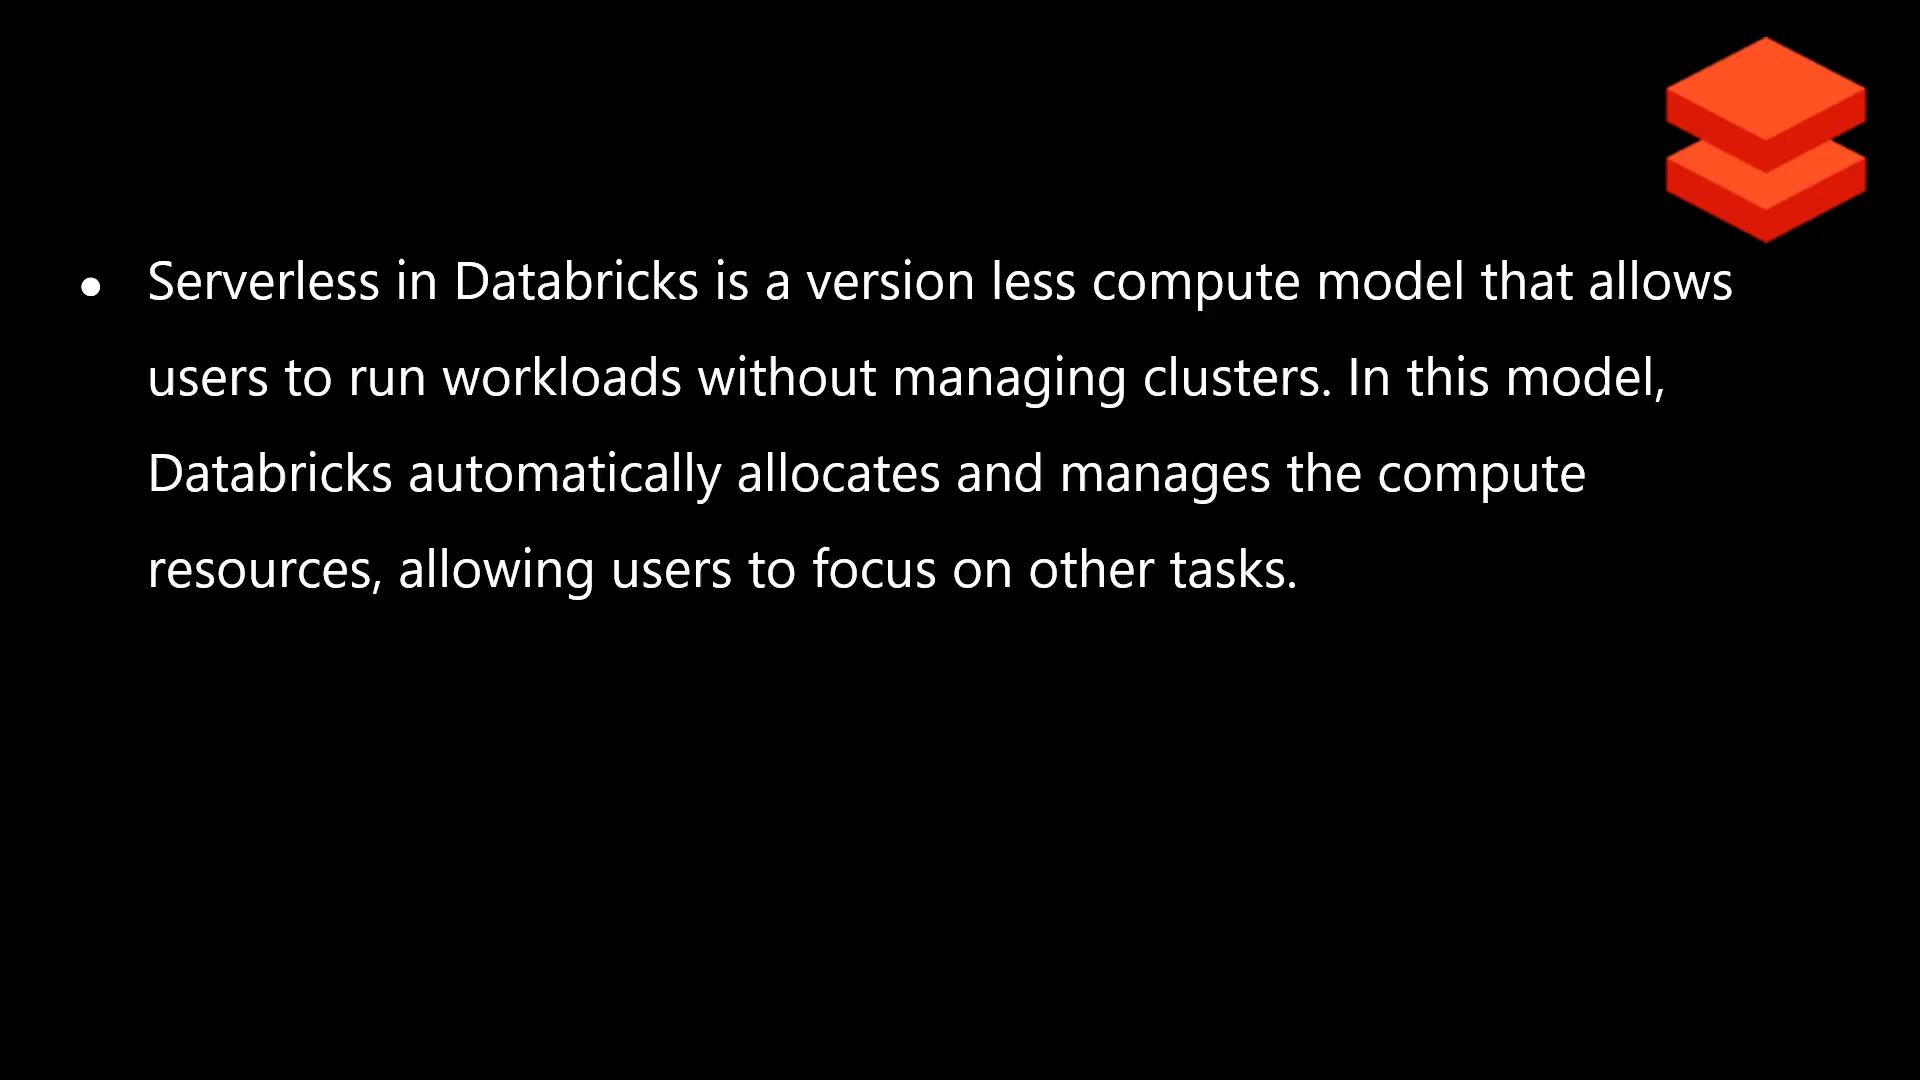 ● Serverless in Databricks is a version less compute model that allows
users to run workloads without managing clusters. In this model,
Databricks automatically allocates and manages the compute
resources, allowing users to focus on other tasks.